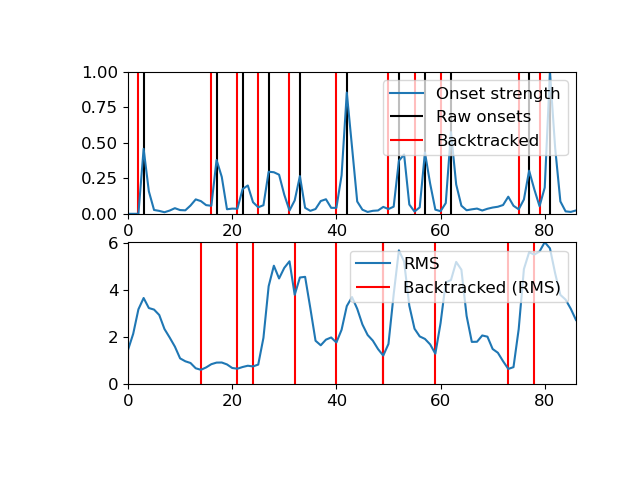 1.00
Onset strength
Raw onsets
0.75
Backtracked
0.50
0.25
0.00
0 20 40 60 80
6
RMS
Backtracked (RMS)
4
2
0
0 20 40 60 80